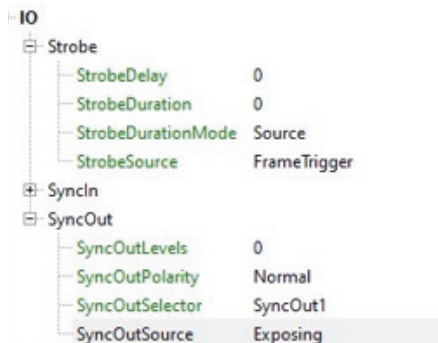 IO
Strobe
StrobeDelay 0
StrobeDuration 0
StrobeDurationMode Source
StrobeSource FrameTrigger
SyncIn
SyncOut
SyncOutLevels 0
SyncOutPolarity Normal
SyncOutSelector SyncOut1
SyncOutSource Exposing